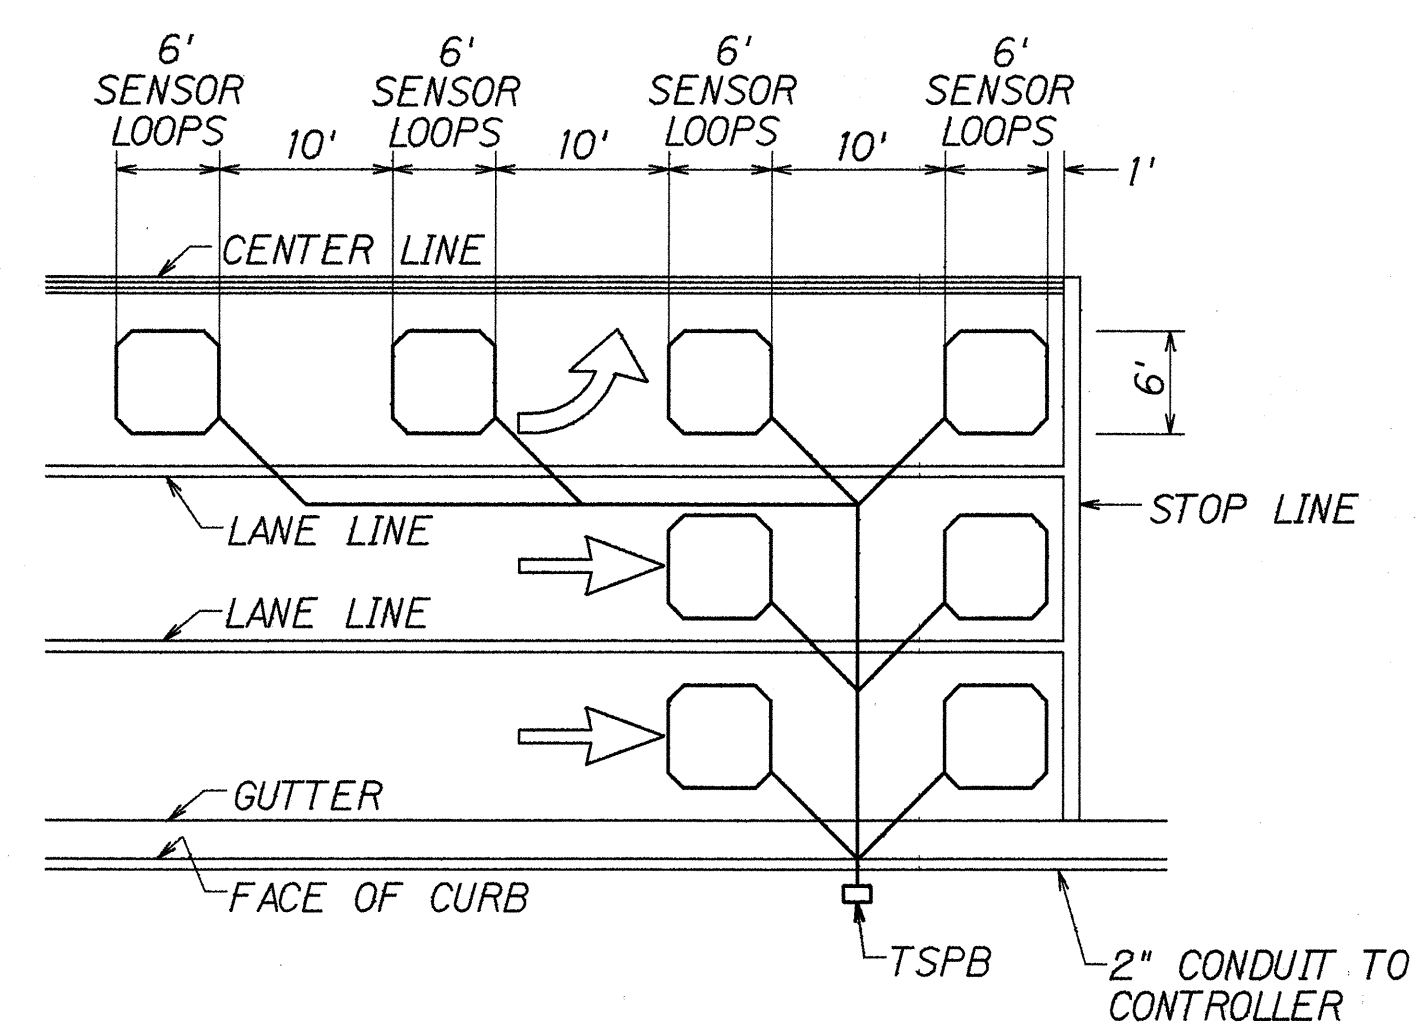 6'
SENSOR
LOOPS
6'
SENSOR
LOOPS
6'
SENSOR
LOOPS
6'
SENSOR
LOOPS
10'
10'
10'
1'
CENTER LINE
6'
LANE LINE
STOP LINE
LANE LINE
GUTTER
FACE OF CURB
TSPB
2" CONDUIT TO
CONTROLLER